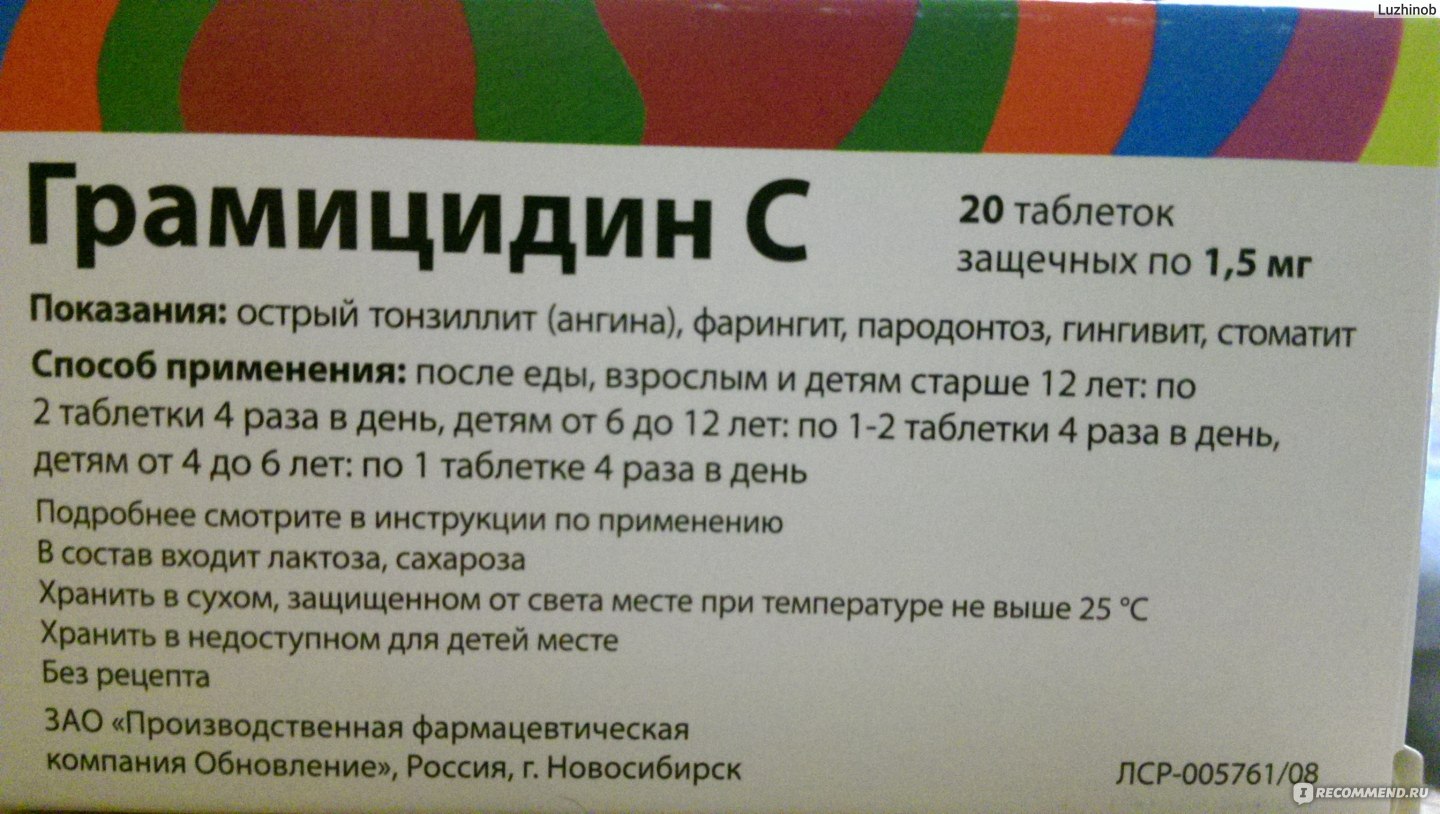 Luzhinob
Грамицидин С
20 таблеток
защечных по 1,5 мг
Показания: острый тонзиллит (ангина), фарингит, пародонтоз, гингивит, стоматит
Способ применения: после еды, взрослым и детям старше 12 лет: по
2 таблетки 4 раза в день, детям от 6 до 12 лет: по 1-2 таблетки 4 раза в день,
детям от 4 до 6 лет: по 1 таблетке 4 раза в день
Подробнее смотрите в инструкции по применению
В состав входит лактоза, сахароза
Хранить в сухом, защищенном от света месте при температуре не выше 25 °С
Хранить в недоступном для детей месте
Без рецепта
ЗАО «Производственная фармацевтическая
компания Обновление», Россия, г. Новосибирск
ЛСР-005761/08
I RECOMMEND.RU